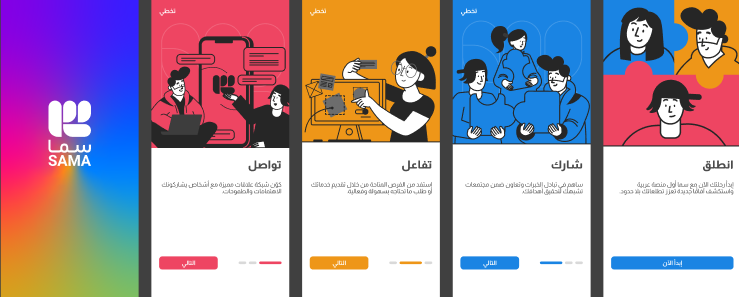 سما
SAMA
تخطي
تواصل
كوّن شبكة علاقات مميزة مع أشخاص يشاركونك
الاهتمامات والطموحات.
التالي
تخطي
تفاعل
استفد من الفرص المتاحة من خلال تقديم خدماتك
أو طلب ما تحتاجه بسهولة وفعالية.
التالي
تخطي
شارك
ساهم في تبادل الخبرات وتعاون ضمن مجتمعات
تشبهك لتحقيق أهدافك.
التالي
انطلق
إبدأ رحلتك الآن مع سما أول منصة عربية
واستكشف آفاقًا جديدة تعزز تطلعاتك بلا حدود.
إبدأ الآن